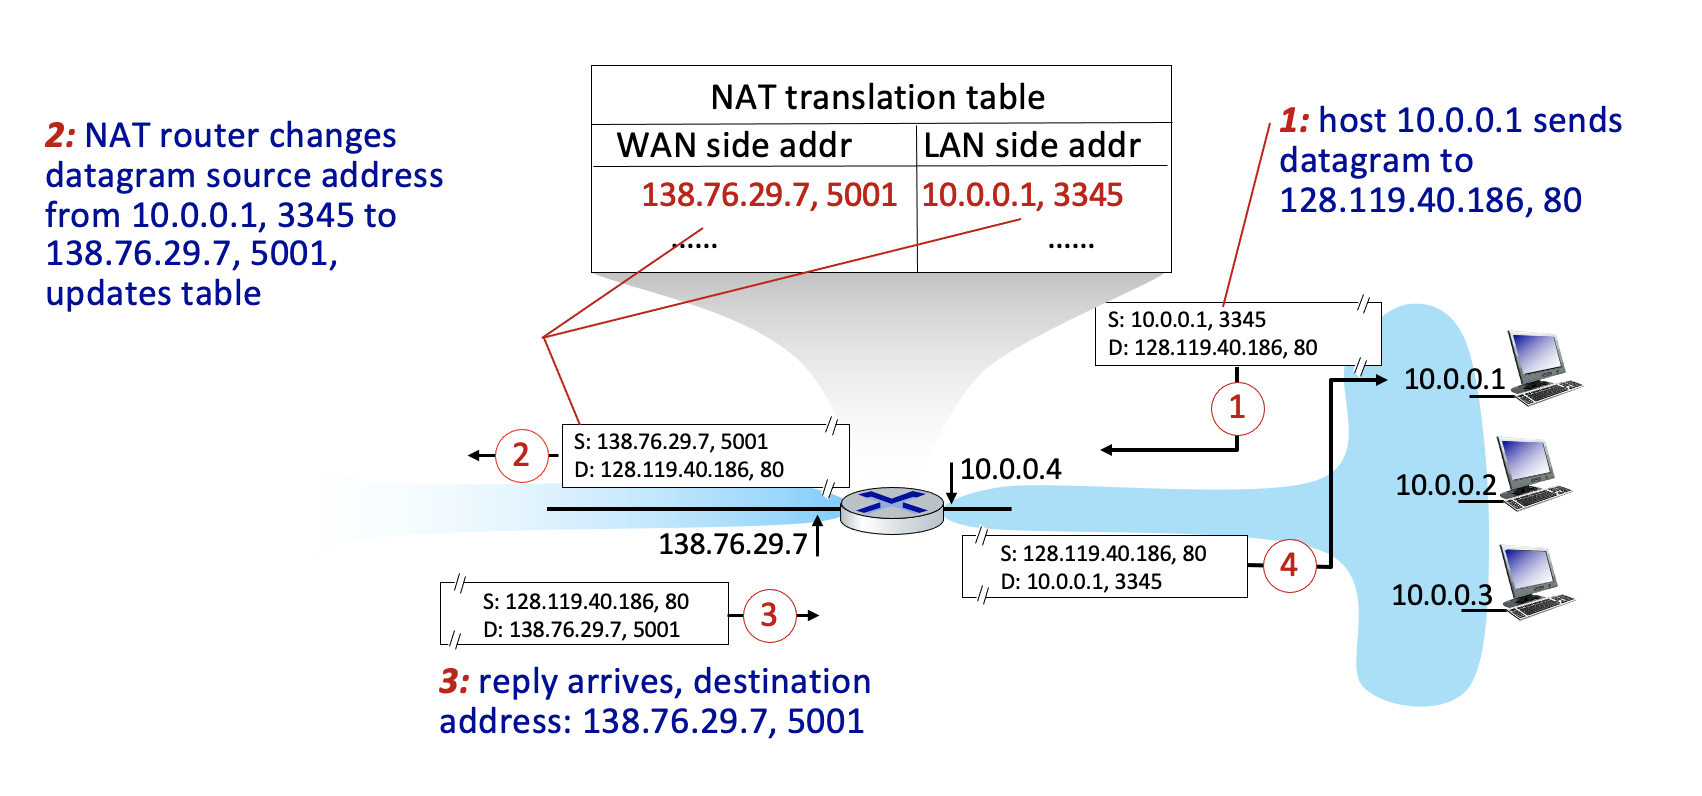 NAT translation table
WAN side addr LAN side addr
138.76.29.7, 5001 10.0.0.1, 3345
...... ......
2: NAT router changes
datagram source address
from 10.0.0.1, 3345 to
138.76.29.7, 5001,
updates table
1: host 10.0.0.1 sends
datagram to
128.119.40.186, 80
S: 10.0.0.1, 3345
D: 128.119.40.186, 80
1
10.0.0.1
2
S: 138.76.29.7, 5001
D: 128.119.40.186, 80
10.0.0.4
10.0.0.2
138.76.29.7
S: 128.119.40.186, 80
D: 10.0.0.1, 3345
4
10.0.0.3
S: 128.119.40.186, 80
D: 138.76.29.7, 5001
3
3: reply arrives, destination
address: 138.76.29.7, 5001